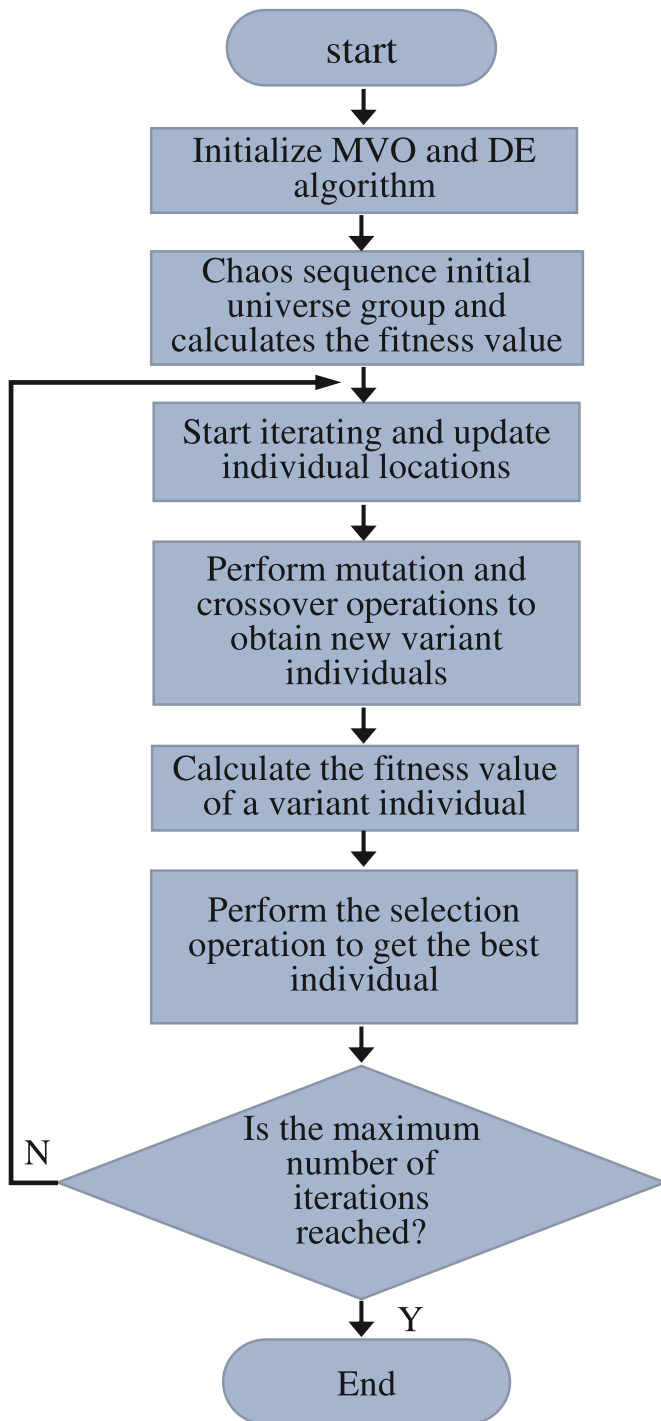 start
Initialize MVO and DE
algorithm
Chaos sequence initial
universe group and
calculates the fitness value
Start iterating and update
individual locations
Perform mutation and
crossover operations to
obtain new variant
individuals
Calculate the fitness value
of a variant individual
Perform the selection
operation to get the best
individual
Is the maximum
number of
iterations
reached?
N
Y
End